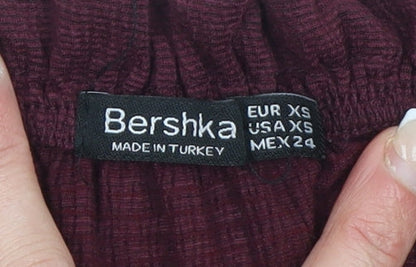 Bershka
MADE IN TURKEY
EUR XS
USA XS
MEX 24